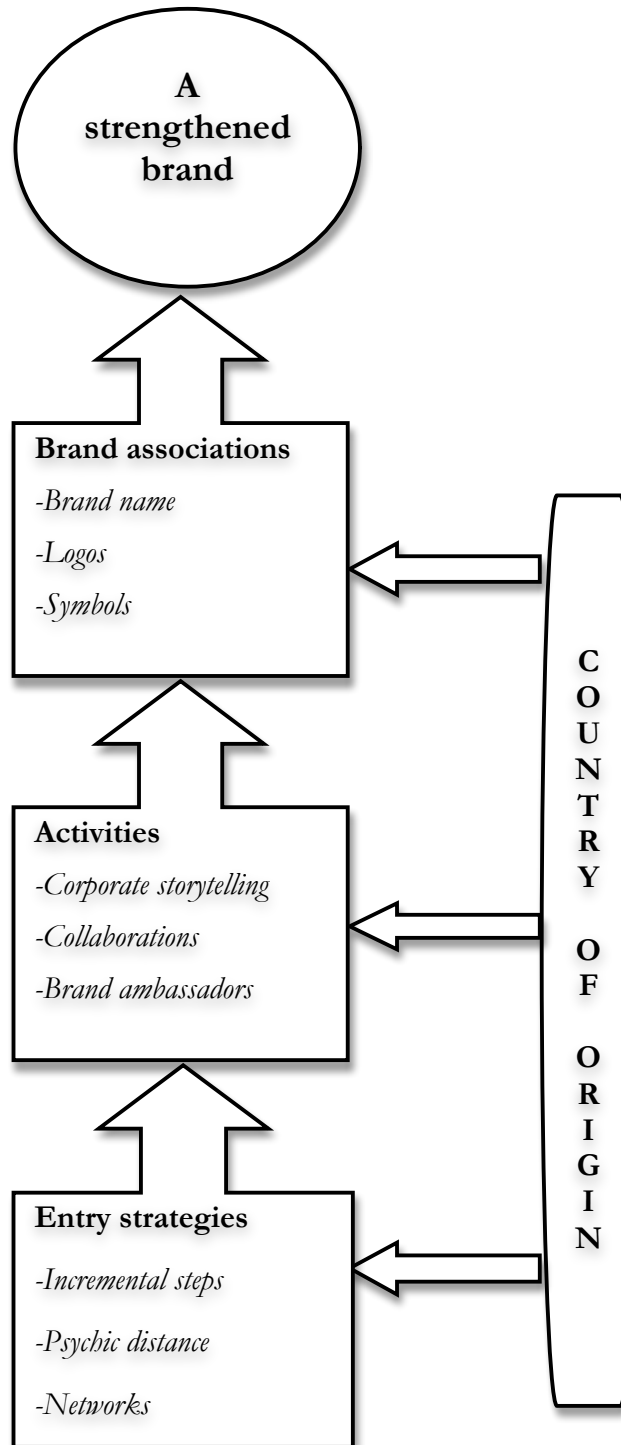 A
strengthened
brand
Brand associations
-Brand name
-Logos
-Symbols
Activities
-Corporate storytelling
-Collaborations
-Brand ambassadors
Entry strategies
-Incremental steps
-Psychic distance
-Networks
C
O
U
N
T
R
Y
O
F
O
R
I
G
I
N